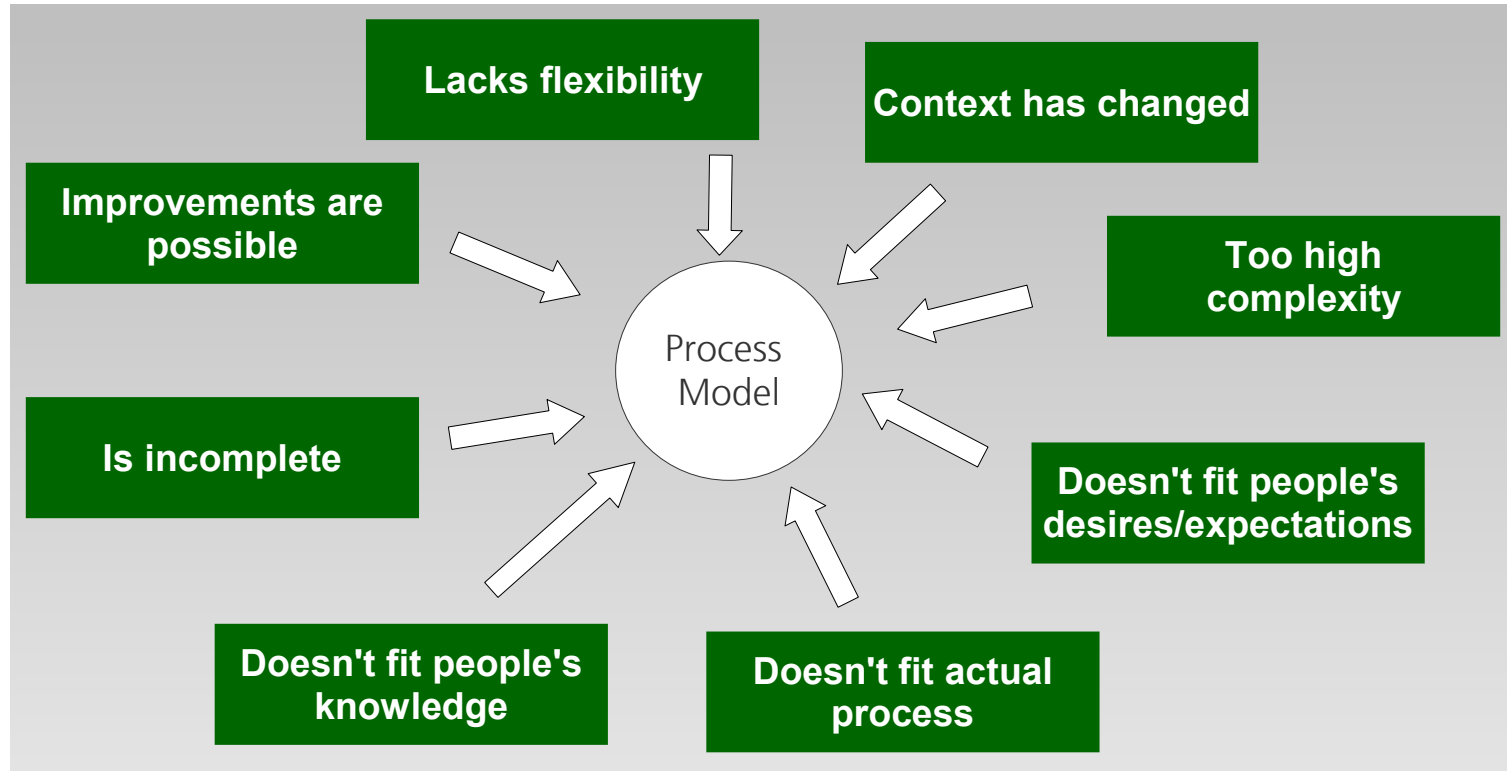 Lacks flexibility
Context has changed
Improvements are
possible
Too high
complexity
Process
Model
Is incomplete
Doesn't fit people's
desires/expectations
Doesn't fit people's
knowledge
Doesn't fit actual
process